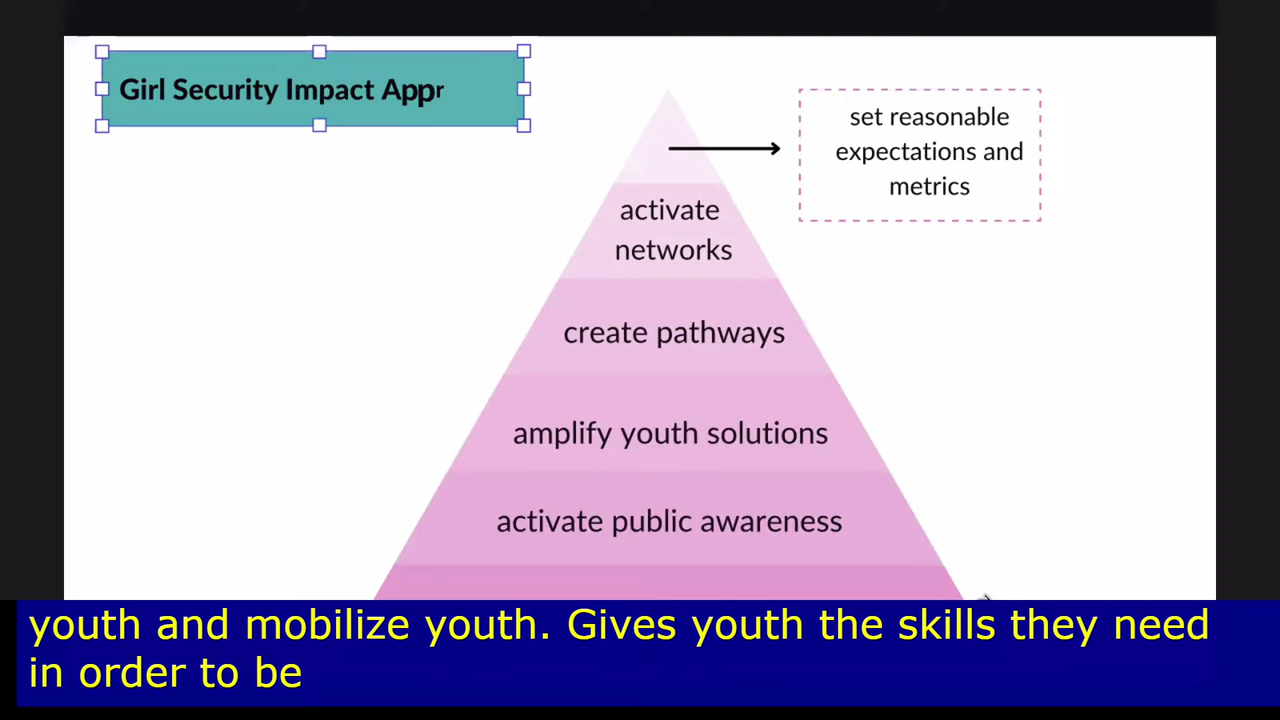 Girl Security Impact Appr
set reasonable
expectations and
metrics
activate
networks
create pathways
amplify youth solutions
activate public awareness
youth and mobilize youth. Gives youth the skills they need
in order to be